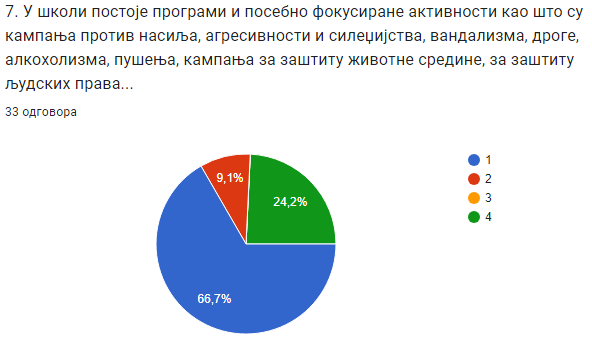 7. У школи постоје програми и посебно фокусиране активности као што су
кампања против насиља, агресивности и силеџијства, вандализма, дроге,
алкохолизма, пушења, кампања за заштиту животне средине, за заштиту
људских права...
33 одговора
1
2
3
4
9,1%
24,2%
66,7%